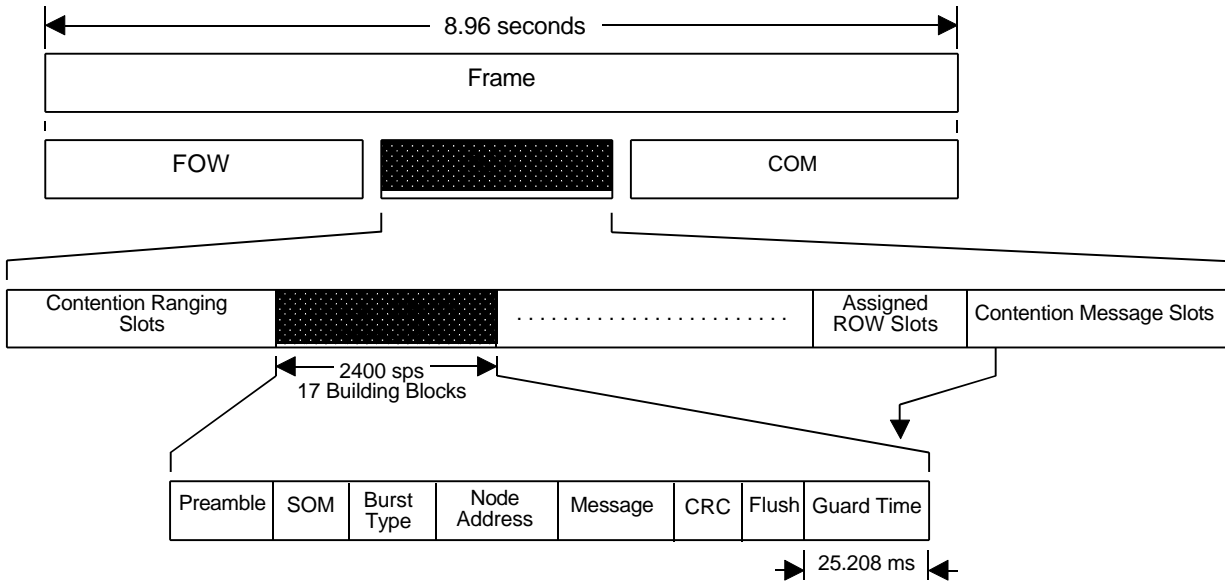 8.96 seconds
Frame
FOW
COM
Contention Ranging
Slots
. . . . . . . . . . . . . . . . . . . . . . . .
Assigned
ROW Slots
Contention Message Slots
2400 sps
17 Building Blocks
Preamble
SOM
Burst
Type
Node
Address
Message
CRC
Flush
Guard Time
25.208 ms